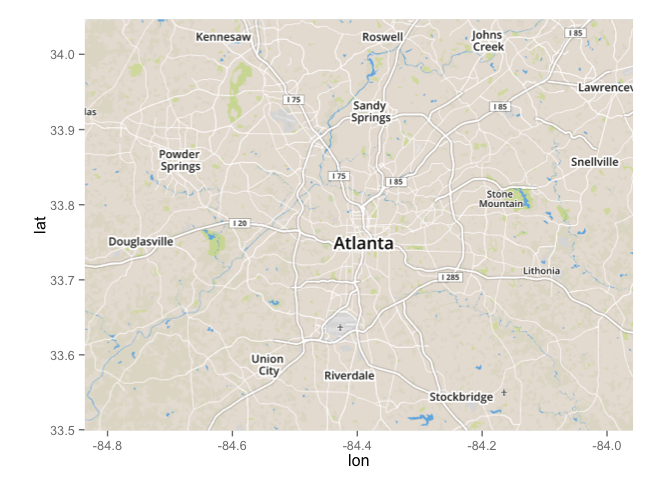 Kennesaw
Roswell
Johns
Creek
I 85
34.0
I 75
Lawrencev
las
Sandy
Springs
I 85
33.9
Powder
Springs
Snellville
I 75
I 85
Stone
Mountain
33.8
I 20
lat
Douglasville
Atlanta
Lithonia
I 285
33.7
33.6
Union
City
Riverdale
Stockbridge
33.5
-84.8
-84.6
-84.4
-84.2
-84.0
lon